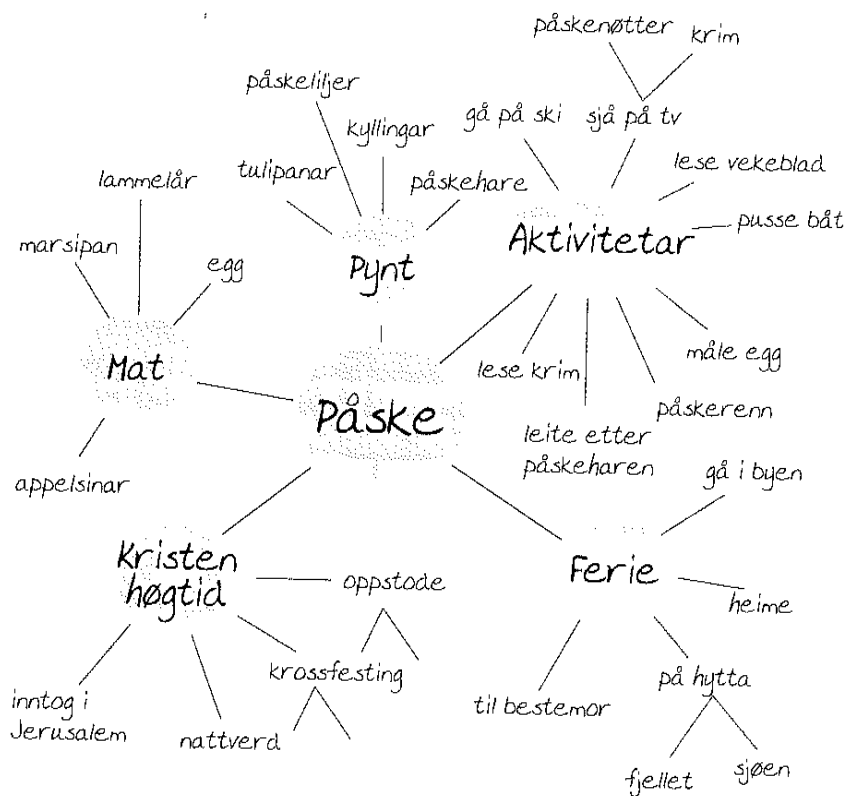 påskenøtter
krim
påskeliljer
gå på ski
sjå på tv
kyllingar
lese vekeblad
tulipanar
påskehare
lammelår
pusse båt
Aktivitetar
marsipan
egg
Pynt
måle egg
Mat
lese krim
Påske
påskerenn
leite etter
påskeharen
gå i byen
appelsinar
Kristen
høgtid
oppstode
Ferie
heime
krossfesting
på hytta
inntog i
Jerusalem
nattverd
til bestemor
fjellet
sjøen